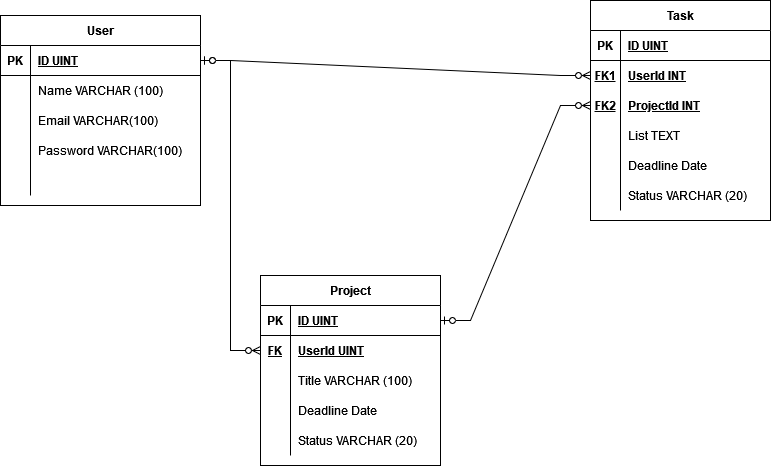 User
PK ID UINT
Name VARCHAR (100)
Email VARCHAR(100)
Password VARCHAR(100)
Task
PK ID UINT
FK1 UserId INT
FK2 ProjectId INT
List TEXT
Deadline Date
Status VARCHAR (20)
Project
PK ID UINT
FK UserId UINT
Title VARCHAR (100)
Deadline Date
Status VARCHAR (20)